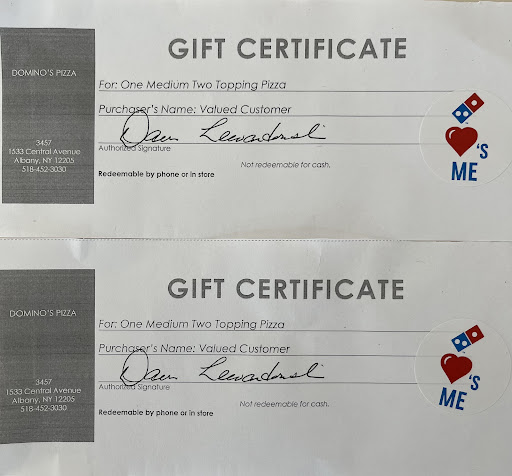 GIFT CERTIFICATE
DOMINO'S PIZZA
For: One Medium Two Topping Pizza
Purchaser's Name: Valued Customer
Authorized Signature
Not redeemable for cash.
Redeemable by phone or in store
3457
1533 Central Avenue
Albany, NY 12205
518-452-3030
'S
ME
GIFT CERTIFICATE
DOMINO'S PIZZA
For: One Medium Two Topping Pizza
Purchaser's Name: Valued Customer
Authorized Signature
Not redeemable for cash.
Redeemable by phone or in store
3457
1533 Central Avenue
Albany, NY 12205
518-452-3030
'S
ME